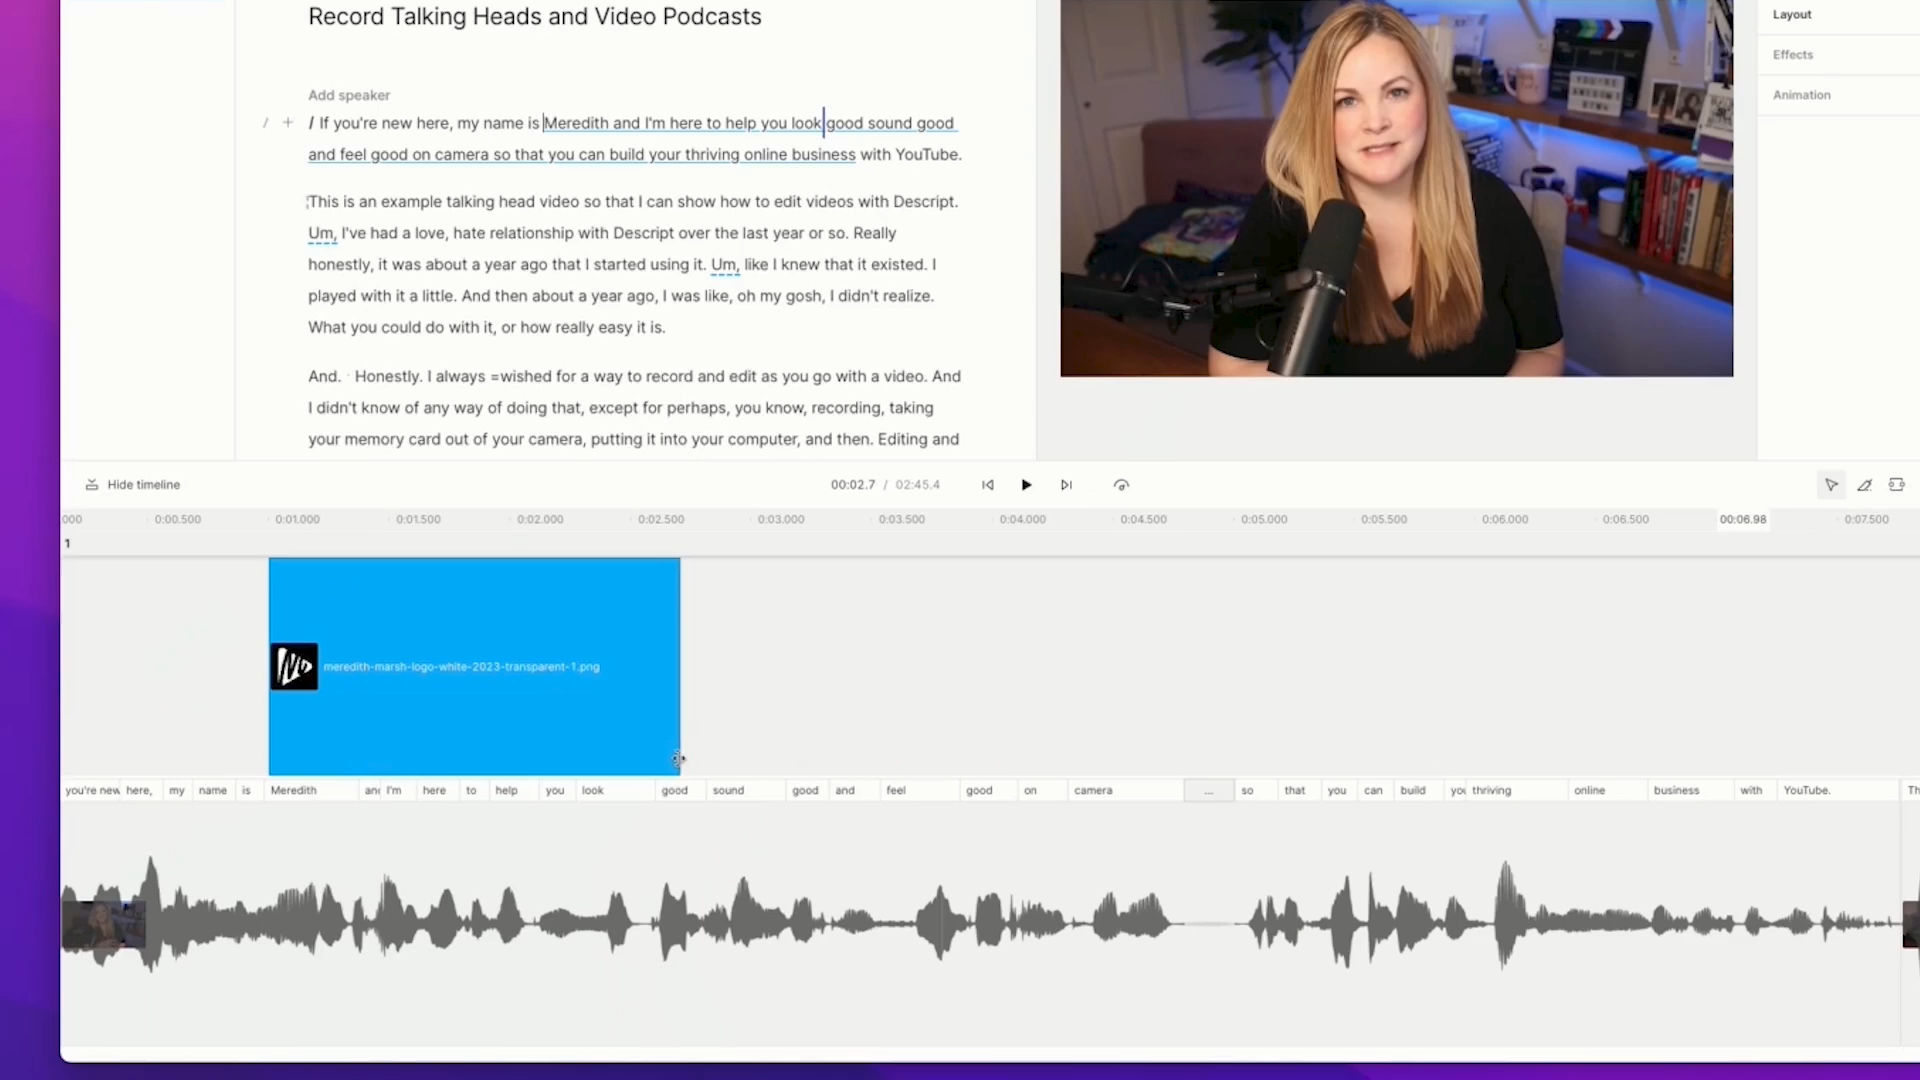 Record Talking Heads and Video Podcasts
Layout
Effects
Animation
Add speaker
/ + / If you're new here, my name is Meredith and I'm here to help you look good sound good
and feel good on camera so that you can build your thriving online business with YouTube.
This is an example talking head video so that I can show how to edit videos with Descript.
Um, I've had a love, hate relationship with Descript over the last year or so. Really
honestly, it was about a year ago that I started using it. Um, like I knew that it existed. I
played with it a little. And then about a year ago, I was like, oh my gosh, I didn't realize.
What you could do with it, or how really easy it is.
And. · Honestly. I always =wished for a way to record and edit as you go with a video. And
I didn't know of any way of doing that, except for perhaps, you know, recording, taking
your memory card out of your camera, putting it into your computer, and then. Editing and
YOU'RE AWESOME
Hide timeline
00:02.7 / 02:45.4
000 0:00.500 0:01.000 0:01.500 0:02.000 0:02.500 0:03.000 0:03.500 0:04.000 0:04.500 0:05.000 0:05.500 0:06.000 0:06.500 0:06.98 0:07.500
1
meredith-marsh-logo-white-2023-transparent-1.png
you're new here, my name is Meredith and I'm here to help you look good sound good and feel good on camera ... so that you can build you thriving online business with YouTube. Th